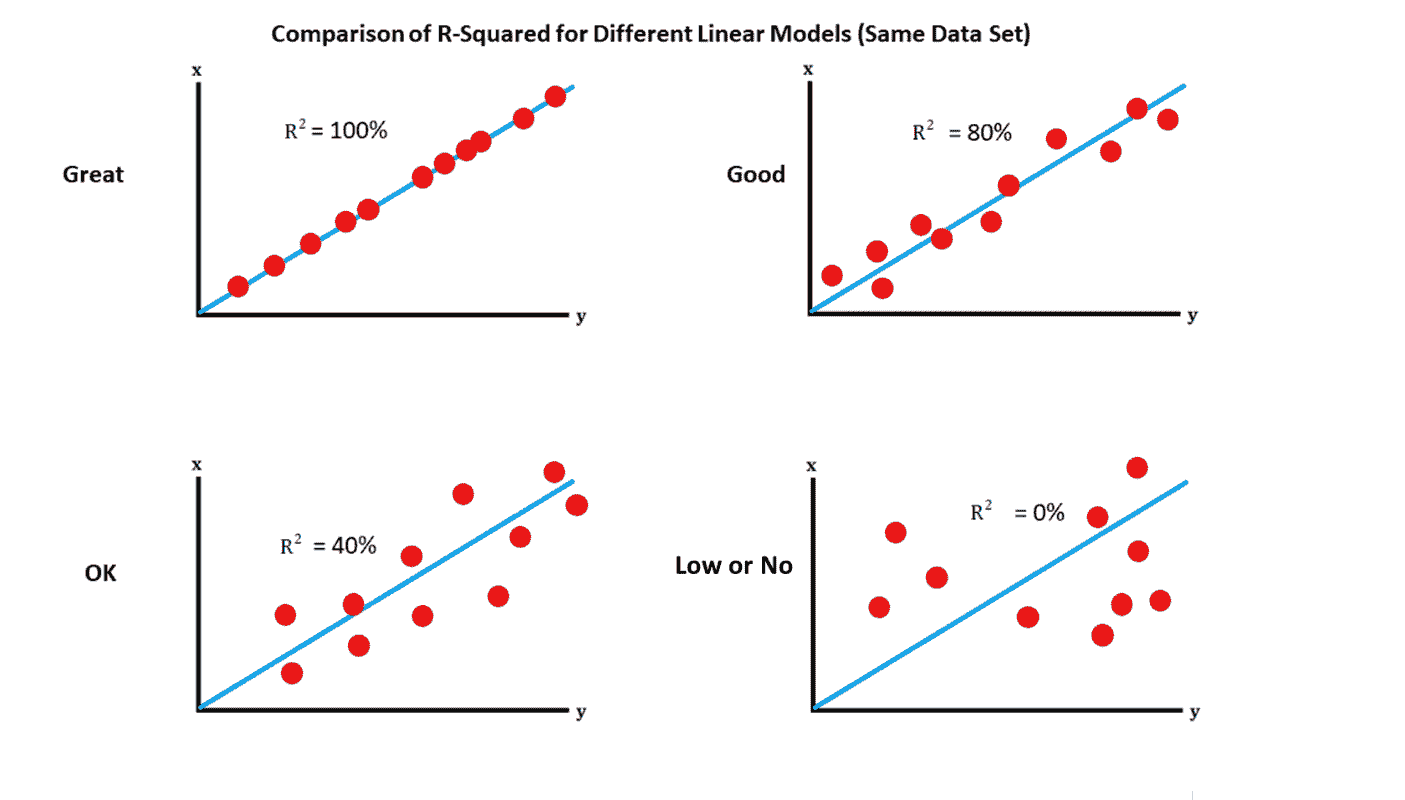 Comparison of R-Squared for Different Linear Models (Same Data Set)
x
R² = 100%
Great
y
x
R² = 80%
Good
y
x
R² = 40%
OK
y
x
R² = 0%
Low or No
y